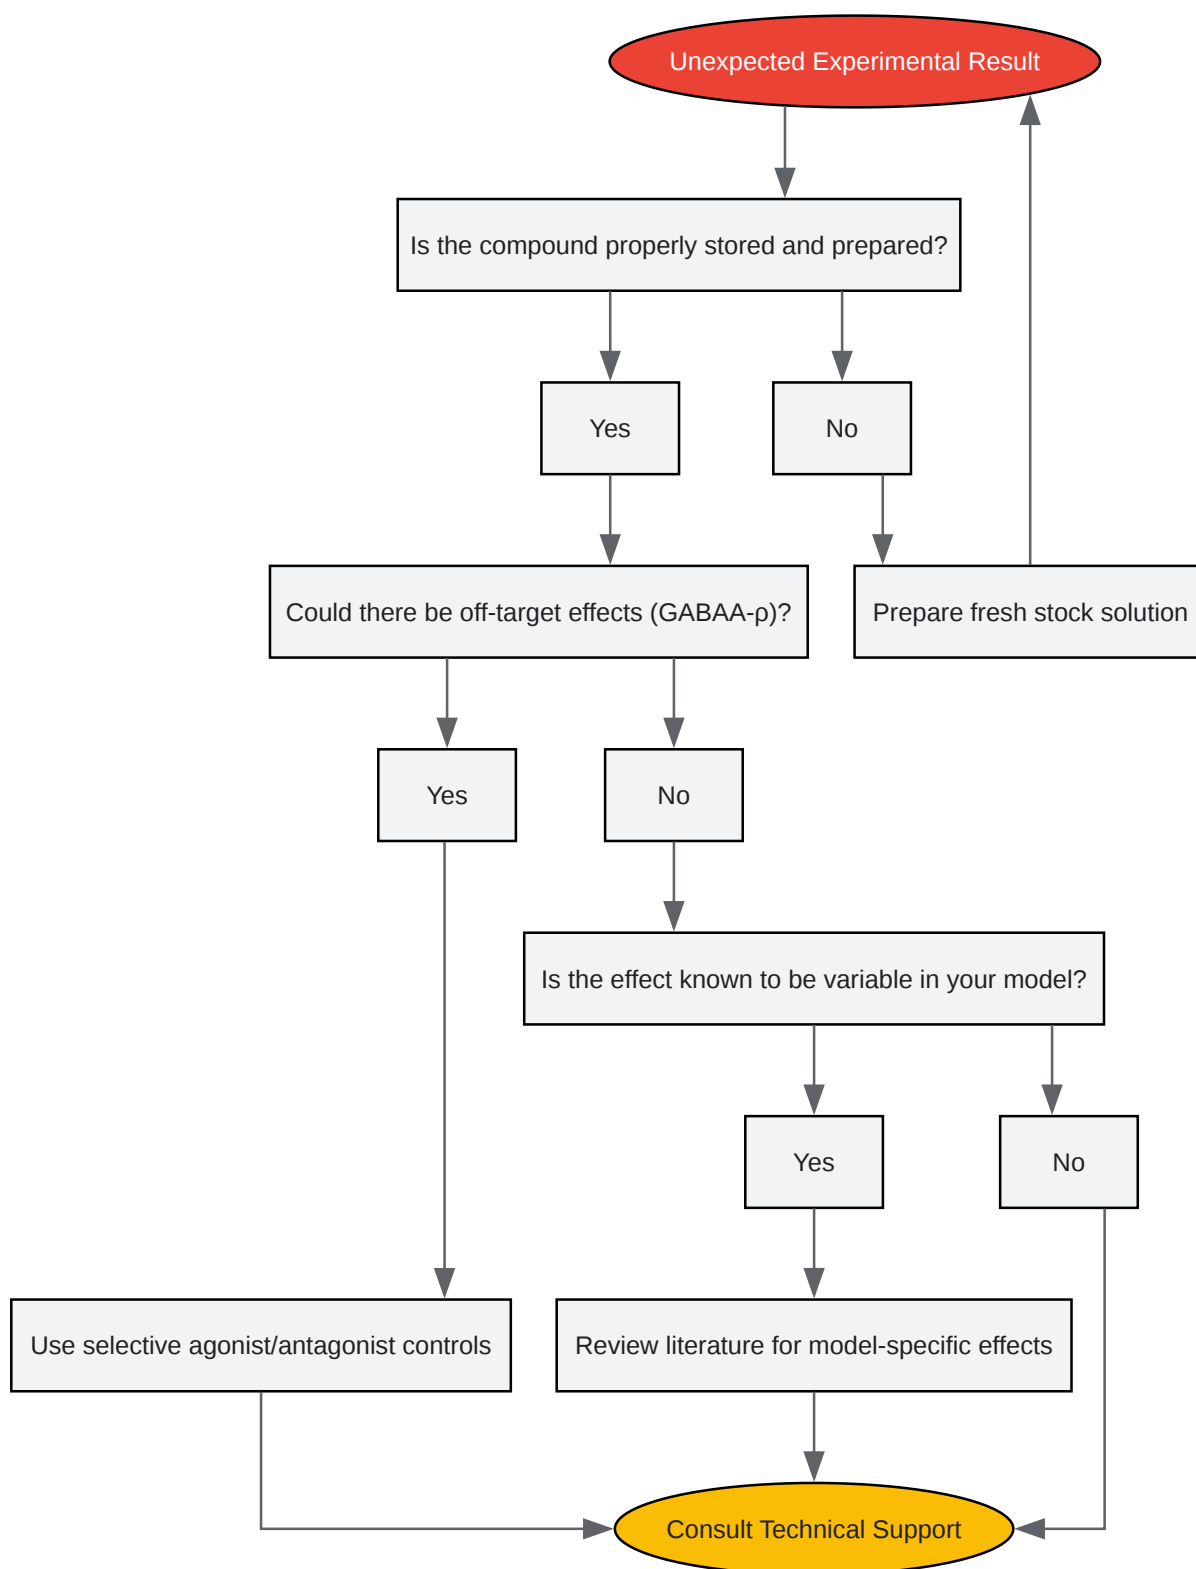 Unexpected Experimental Result
Is the compound properly stored and prepared?
Yes
No
Could there be off-target effects (GABAA-ρ)?
Prepare fresh stock solution
Yes
No
Is the effect known to be variable in your model?
Yes
No
Use selective agonist/antagonist controls
Review literature for model-specific effects
Consult Technical Support